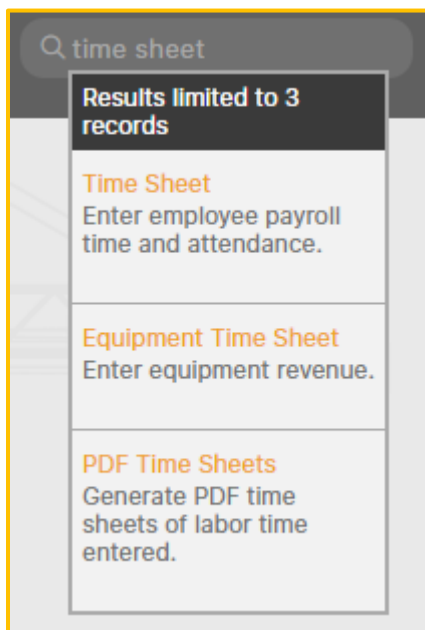 time sheet
Results limited to 3
records
Time Sheet
Enter employee payroll
time and attendance.
Equipment Time Sheet
Enter equipment revenue.
PDF Time Sheets
Generate PDF time
sheets of labor time
entered.